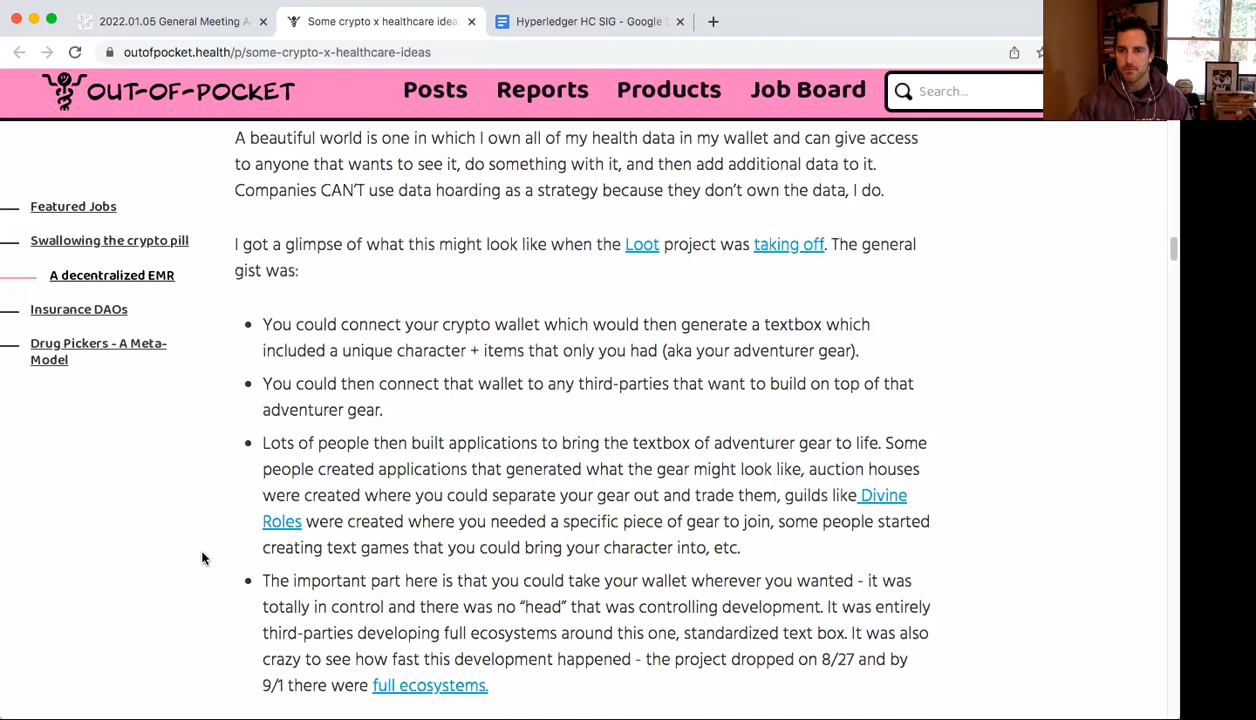 2022.01.05 General Meeting A
Some crypto x healthcare idea
Hyperledger HC SIG - Google D
outofpocket.health/p/some-crypto-x-healthcare-ideas
OUT-OF-POCKET
Posts
Reports
Products
Job Board
Search...
Featured Jobs
Swallowing the crypto pill
A decentralized EMR
Insurance DAOs
Drug Pickers - A Meta-
Model
A beautiful world is one in which I own all of my health data in my wallet and can give access
to anyone that wants to see it, do something with it, and then add additional data to it.
Companies CAN'T use data hoarding as a strategy because they don't own the data, I do.
I got a glimpse of what this might look like when the Loot project was taking off. The general
gist was:
• You could connect your crypto wallet which would then generate a textbox which
included a unique character + items that only you had (aka your adventurer gear).
• You could then connect that wallet to any third-parties that want to build on top of that
adventurer gear.
• Lots of people then built applications to bring the textbox of adventurer gear to life. Some
people created applications that generated what the gear might look like, auction houses
were created where you could separate your gear out and trade them, guilds like Divine
Roles were created where you needed a specific piece of gear to join, some people started
creating text games that you could bring your character into, etc.
• The important part here is that you could take your wallet wherever you wanted - it was
totally in control and there was no “head” that was controlling development. It was entirely
third-parties developing full ecosystems around this one, standardized text box. It was also
crazy to see how fast this development happened - the project dropped on 8/27 and by
9/1 there were full ecosystems.